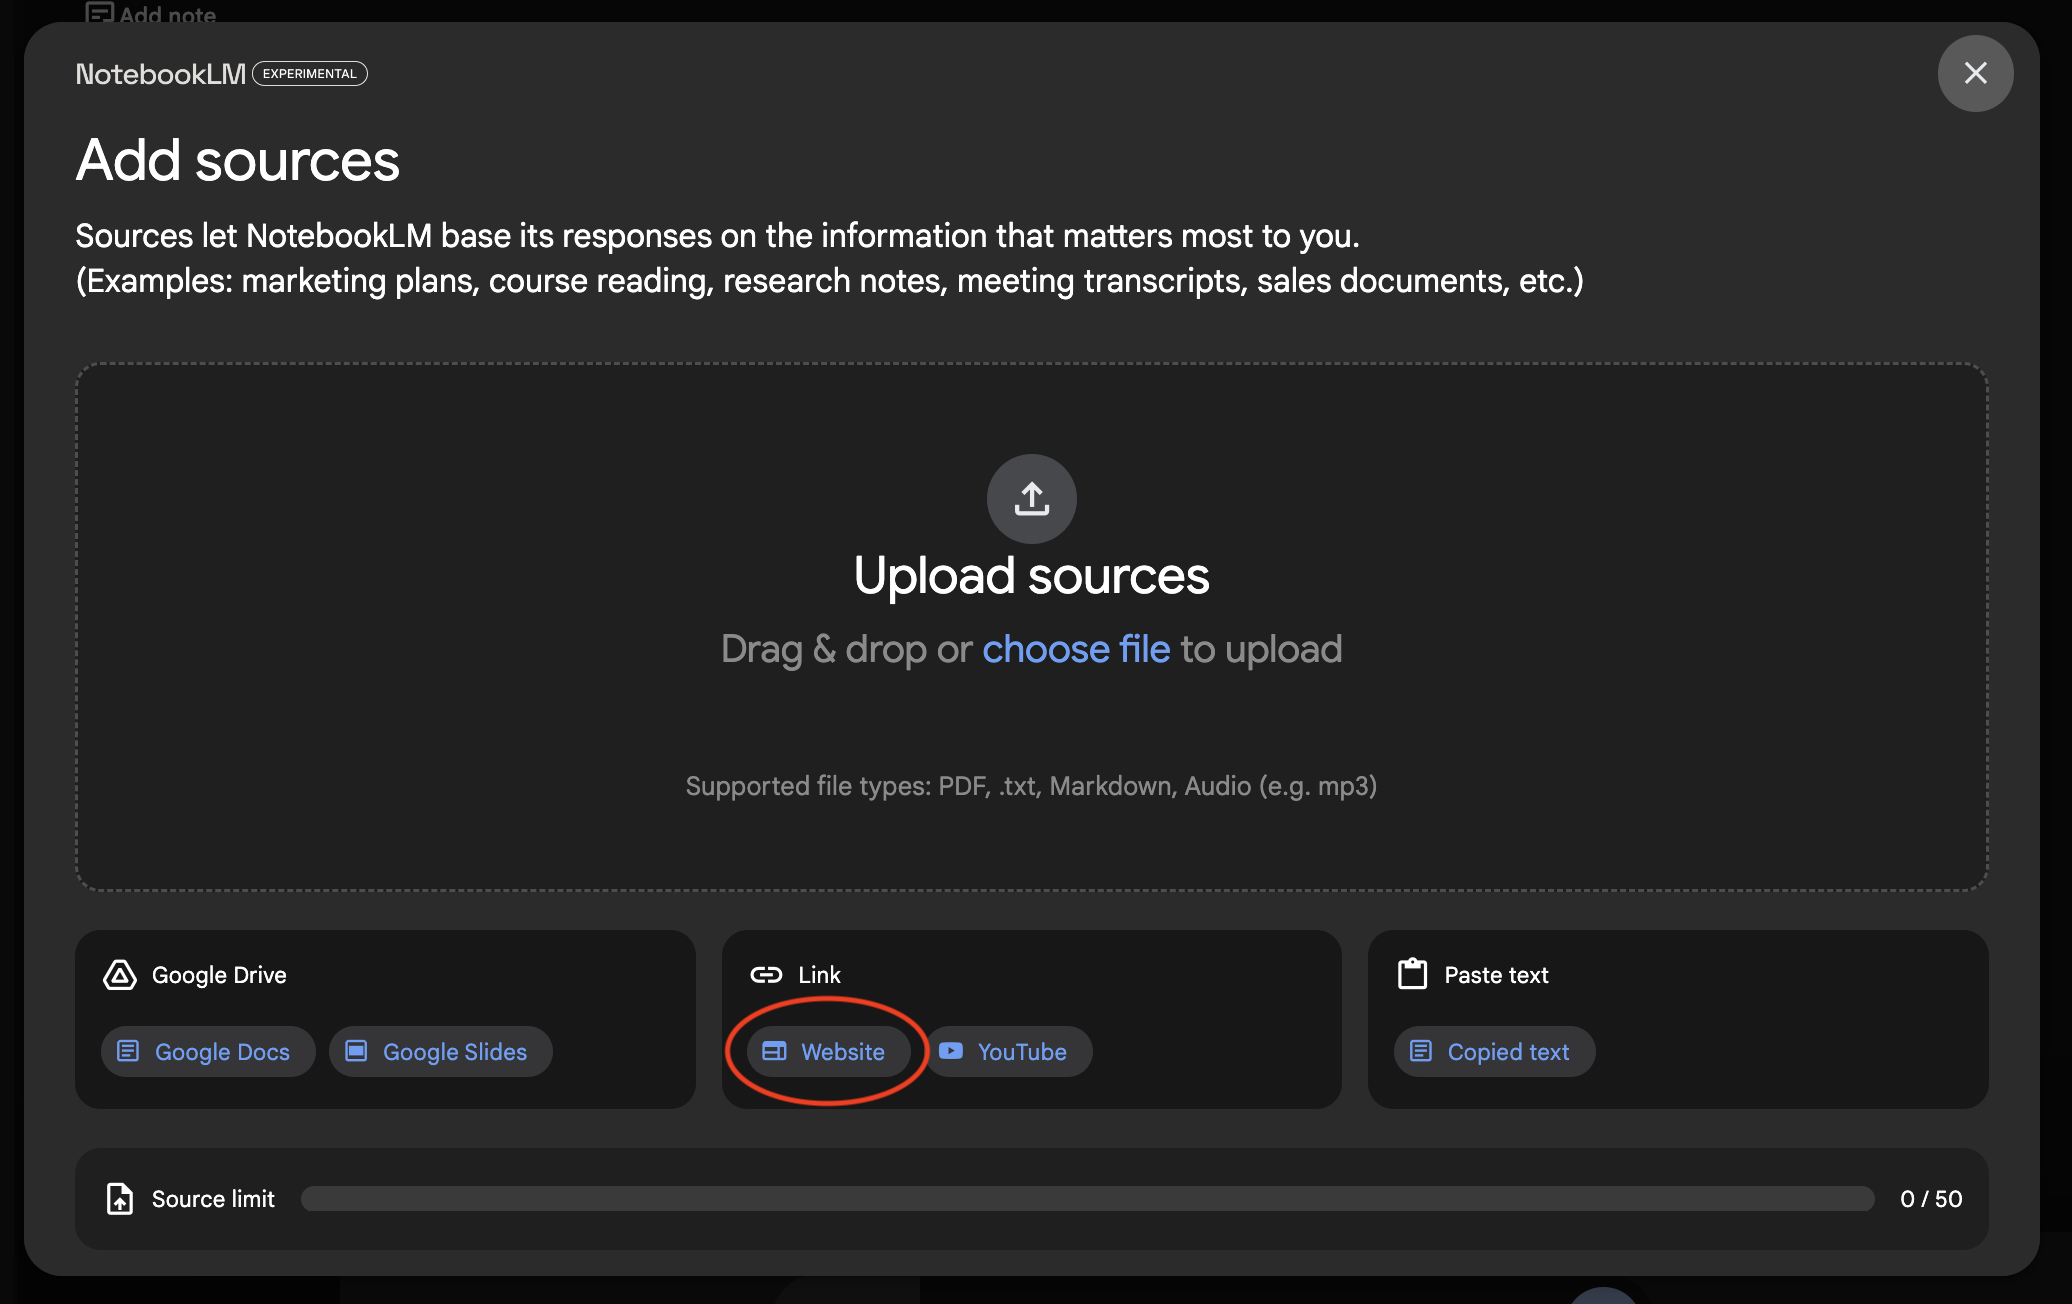 Add note
NotebookLM EXPERIMENTAL
Add sources
Sources let NotebookLM base its responses on the information that matters most to you.
(Examples: marketing plans, course reading, research notes, meeting transcripts, sales documents, etc.)
Upload sources
Drag & drop or choose file to upload
Supported file types: PDF, .txt, Markdown, Audio (e.g. mp3)
Google Drive
Google Docs
Google Slides
Link
Website
YouTube
Paste text
Copied text
Source limit
0 / 50